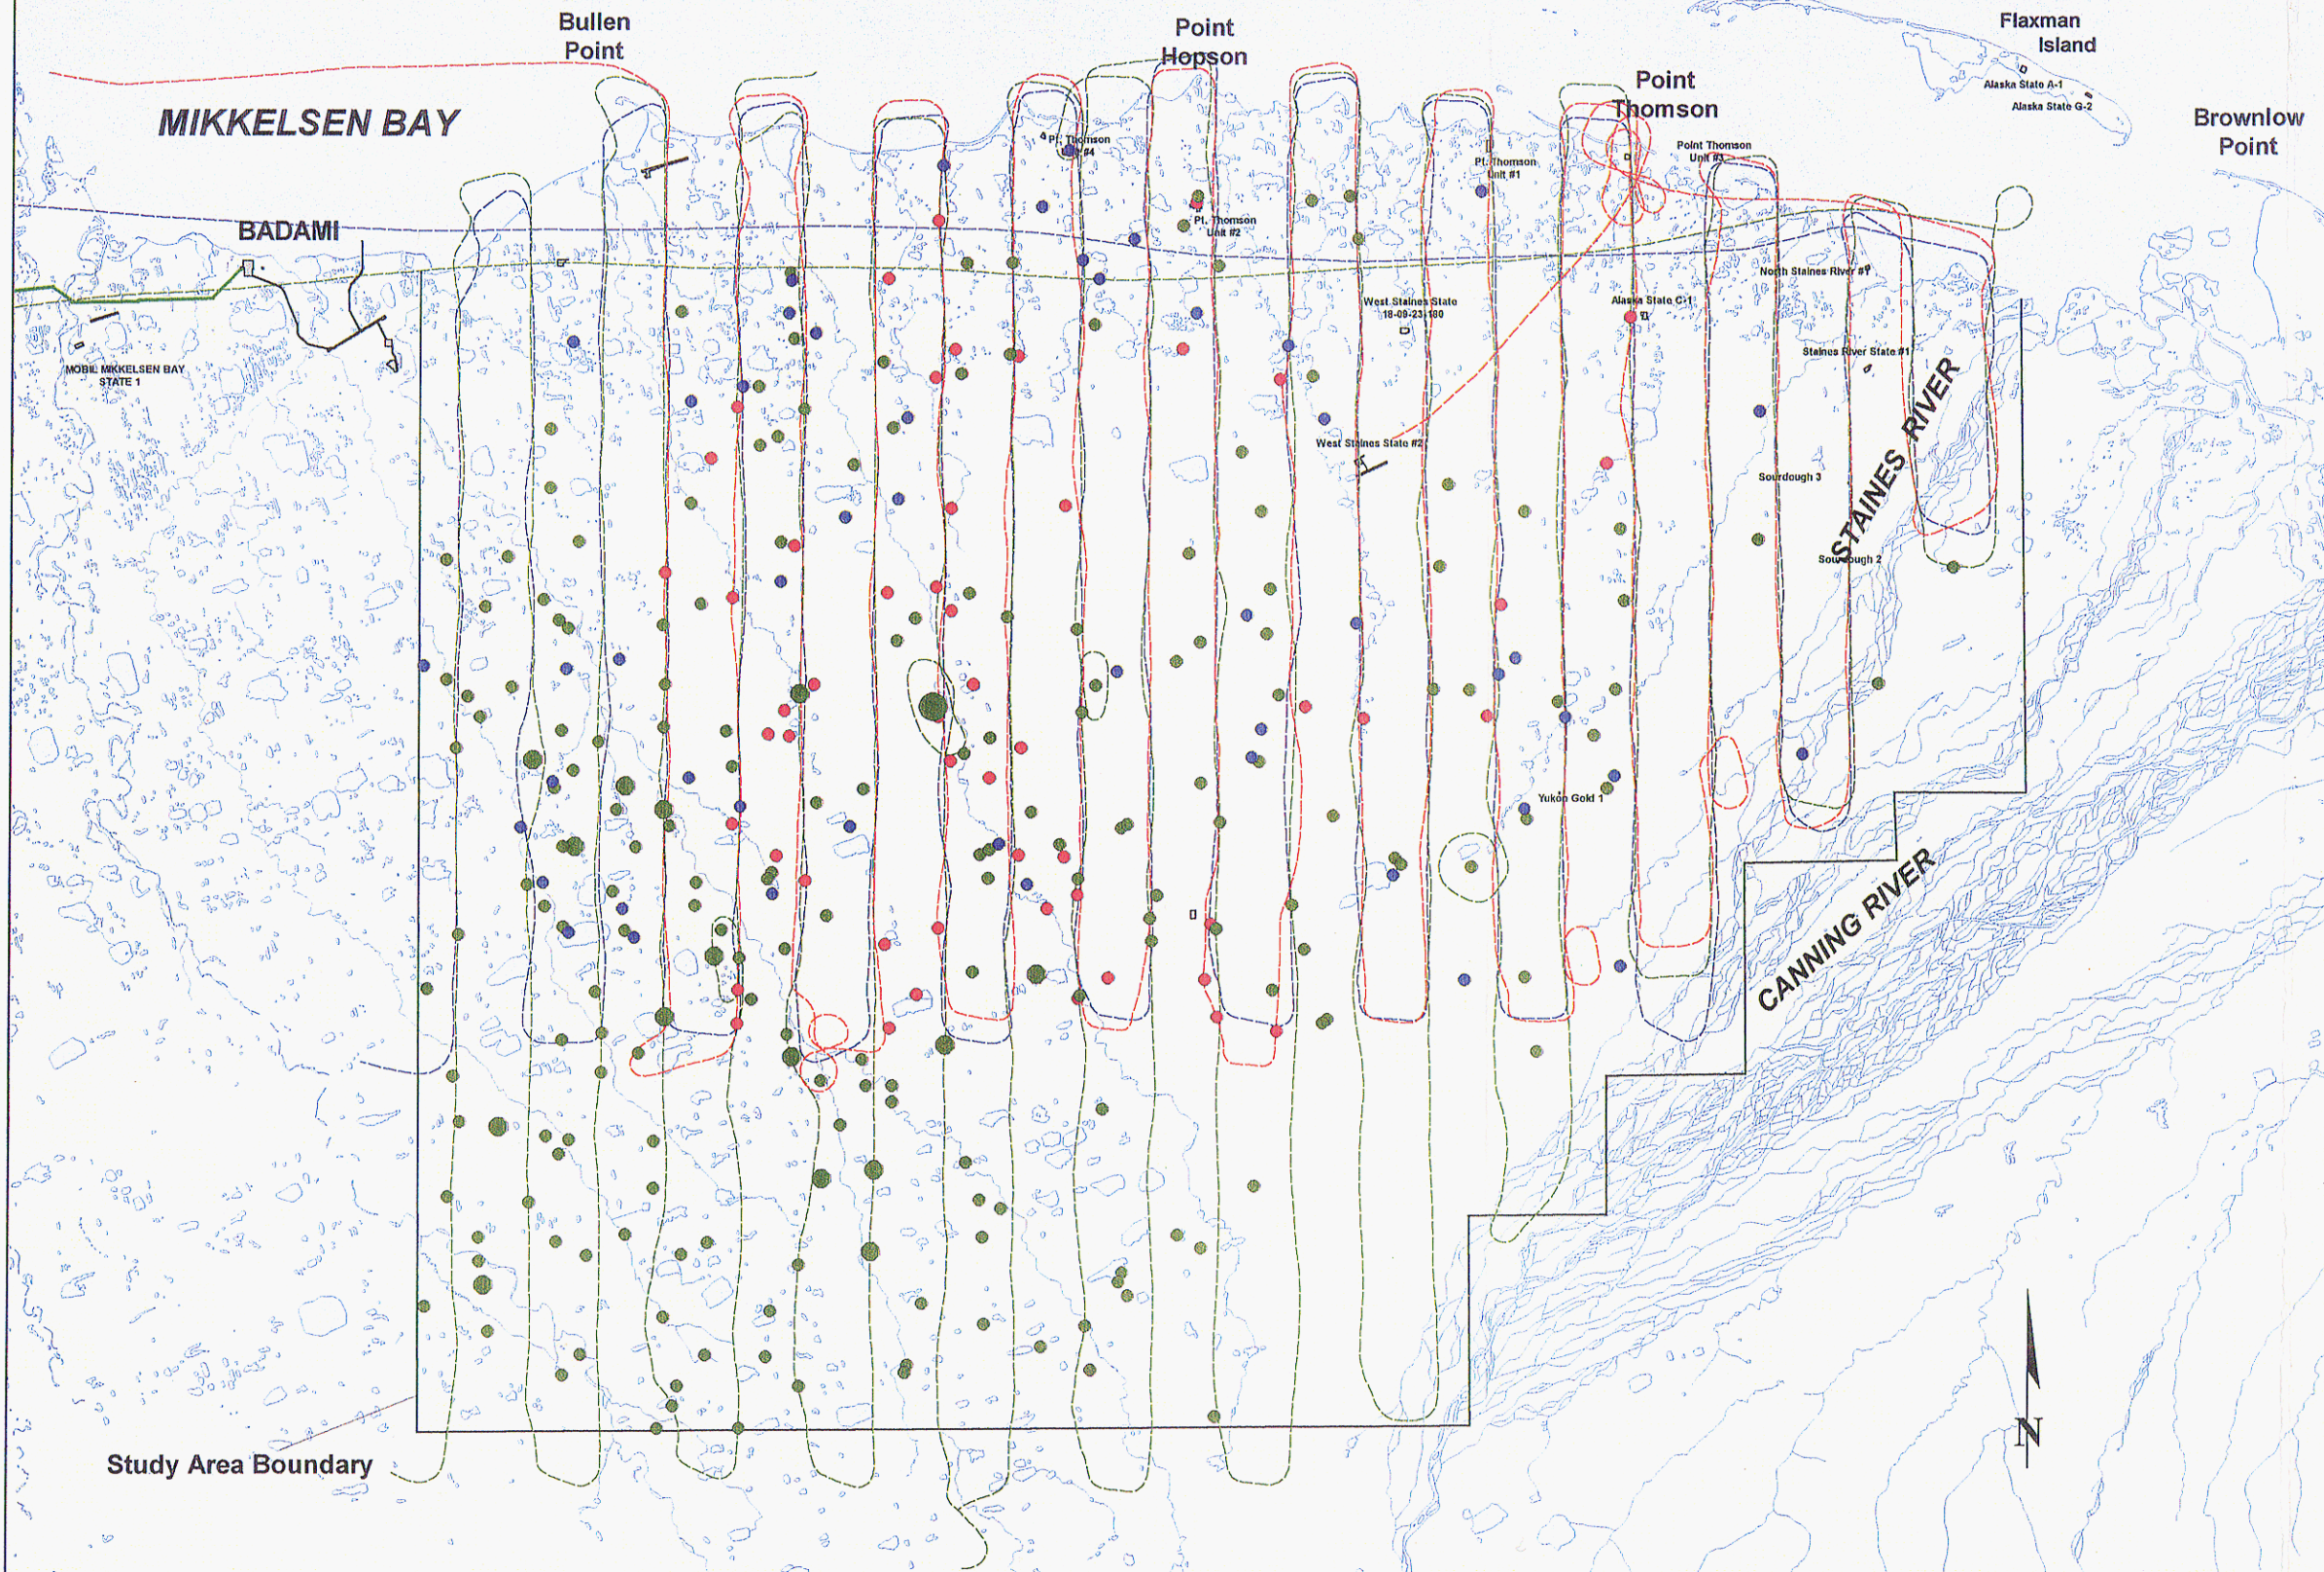 Bullen
Point
Point
Hopson
Flaxman
Island
Alaska State A-1
Alaska State G-2
Point
Thomson
Brownlow
Point
MIKKELSEN BAY
Pt. Thomson
Unit #4
Pt. Thomson
Unit #1
Point Thomson
Unit #3
BADAMI
Pt. Thomson
Unit #2
North Staines River #1
West Staines State
18-09-23-180
Alaska State C-1
MOBIL MIKKELSEN BAY
STATE 1
Staines River State #1
West Staines State #2
STAINES RIVER
Sourdough 3
Sourdough 2
Yukon Gold 1
CANNING RIVER
Study Area Boundary
N